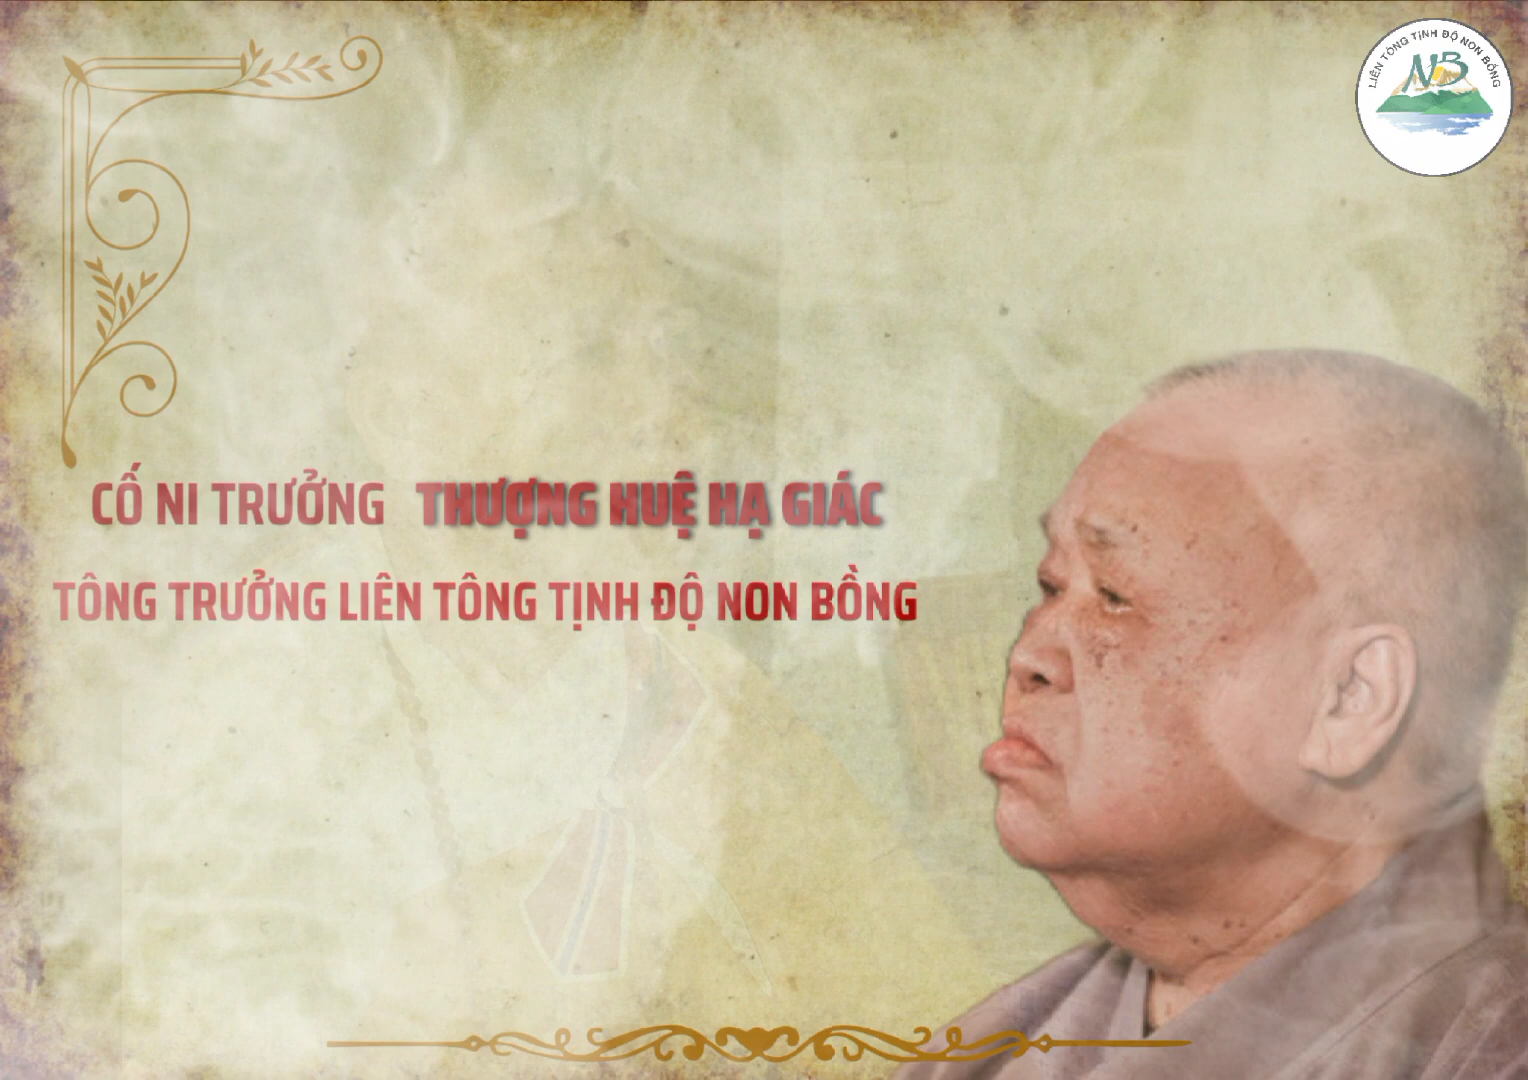 LIÊN TÔNG TỊNH ĐỘ NON BỒNG
NB
CỐ NI TRƯỞNG THƯỢNG HUỆ HẠ GIÁC
TÔNG TRƯỞNG LIÊN TÔNG TỊNH ĐỘ NON BỒNG